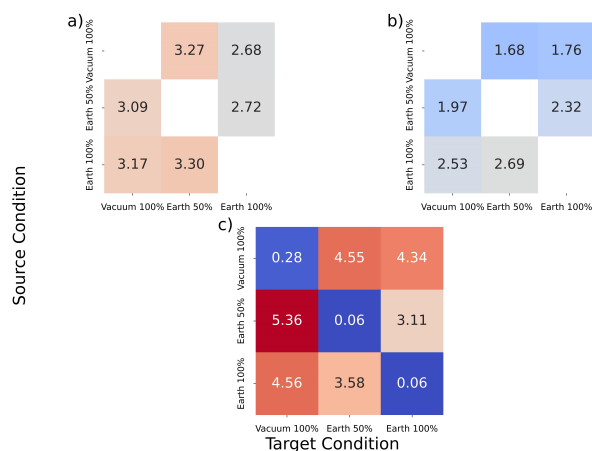 a)
Vacuum 100%
3.27
2.68
Earth 50%
3.09
2.72
Earth 100%
3.17
3.30
Vacuum 100%
Earth 50%
Earth 100%
b)
Vacuum 100%
1.68
1.76
Earth 50%
1.97
2.32
Earth 100%
2.53
2.69
Vacuum 100%
Earth 50%
Earth 100%
c)
Vacuum 100%
0.28
4.55
4.34
Earth 50%
5.36
0.06
3.11
Earth 100%
4.56
3.58
0.06
Vacuum 100%
Earth 50%
Earth 100%
Source Condition
Target Condition